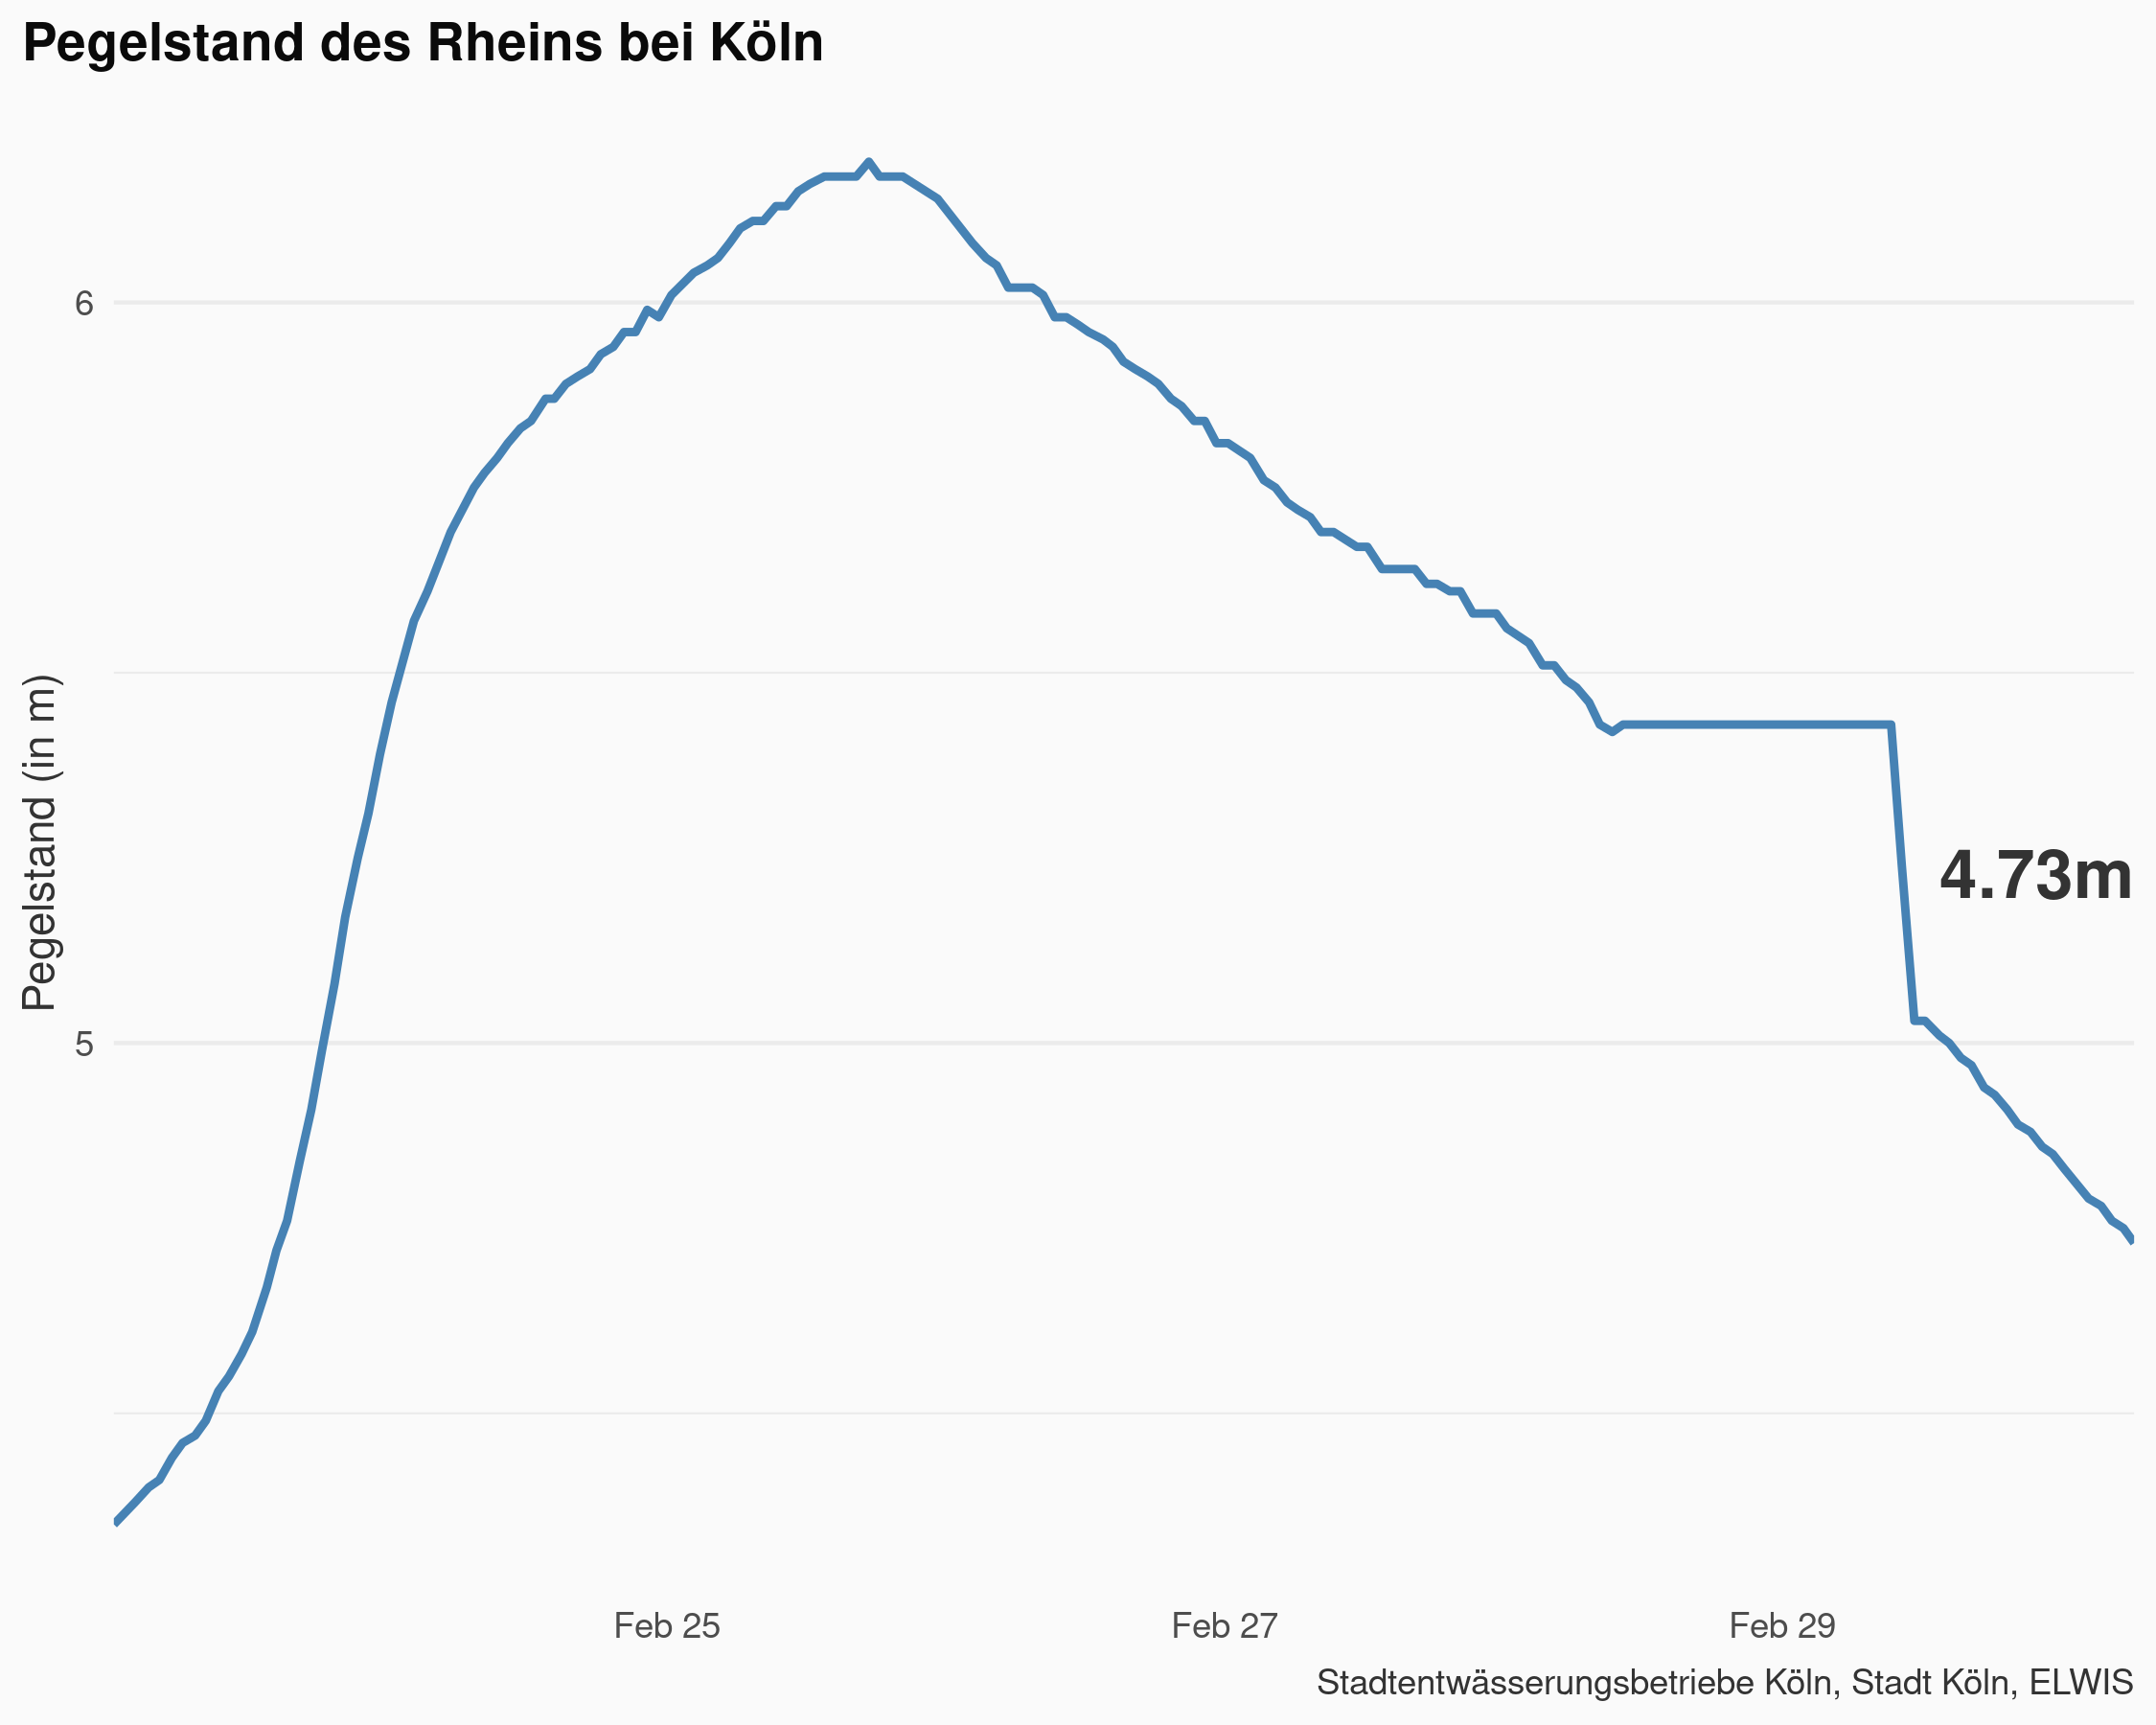 Pegelstand des Rheins bei Köln
Pegelstand (in m)
6
5
4.73m
Feb 25
Feb 27
Feb 29
Stadtentwässerungsbetriebe Köln, Stadt Köln, ELWIS